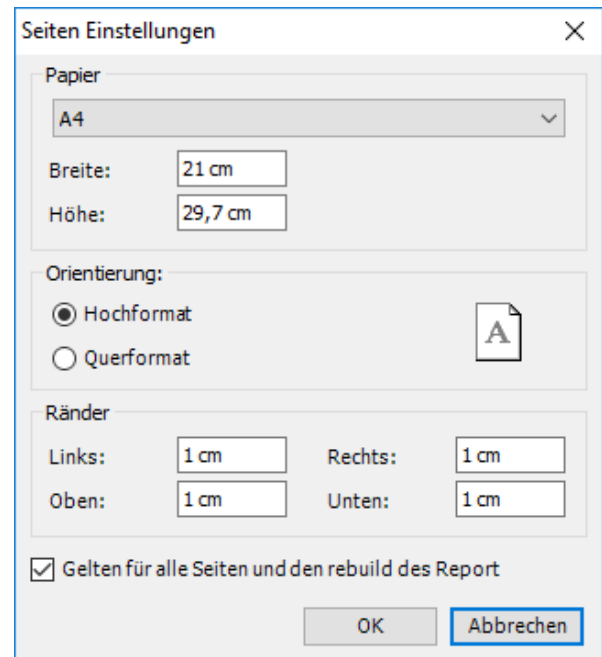 Seiten Einstellungen
Papier
A4
Breite: 21 cm
Höhe: 29,7 cm
Orientierung:
Hochformat
A
Querformat
Ränder
Links: 1 cm Rechts: 1 cm
Oben: 1 cm Unten: 1 cm
Gelten für alle Seiten und den rebuild des Report
OK Abbrechen